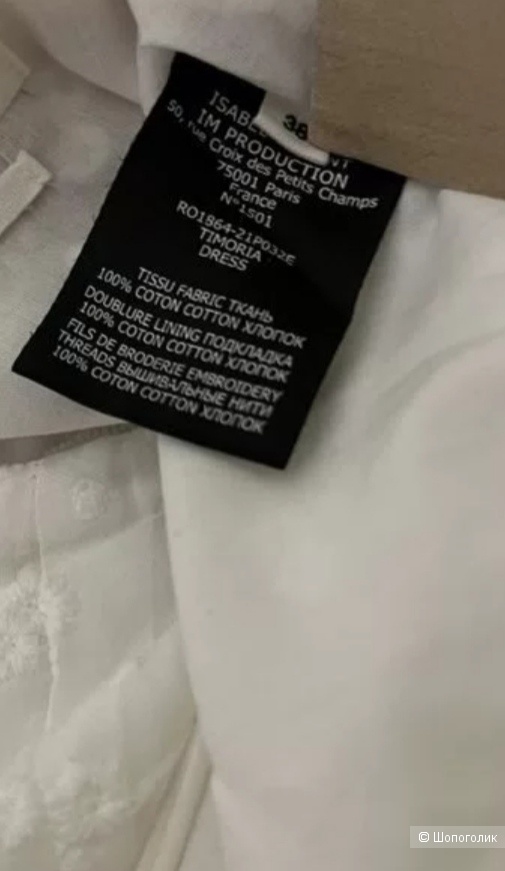 38
IM PRODUCTION
50, rue Croix des Petits Champs
75001 Paris
France
N°1501
RO1864-21P032E
TIMORIA
DRESS
TISSU FABRIC ТКАНЬ
100% COTON COTTON ХЛОПОК
DOUBLURE LINING ПОДКЛАДКА
100% COTON COTTON ХЛОПОК
FILS DE BRODERIE EMBROIDERY
THREADS ВЫШИВАЛЬНЫЕ НИТИ
100% COTON COTTON ХЛОПОК
© Шопоголик